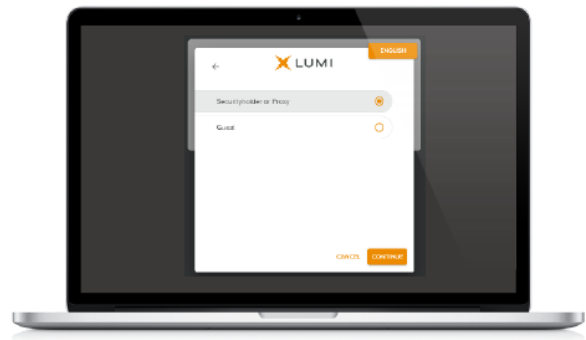 ENGLISH
LUMI
Securityholder or Proxy
Guest
CANCEL CONTINUE